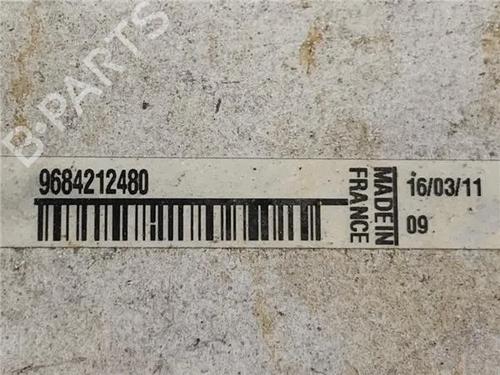 B-PARTS
9684212480
MADE IN
FRANCE
16/03/11
09